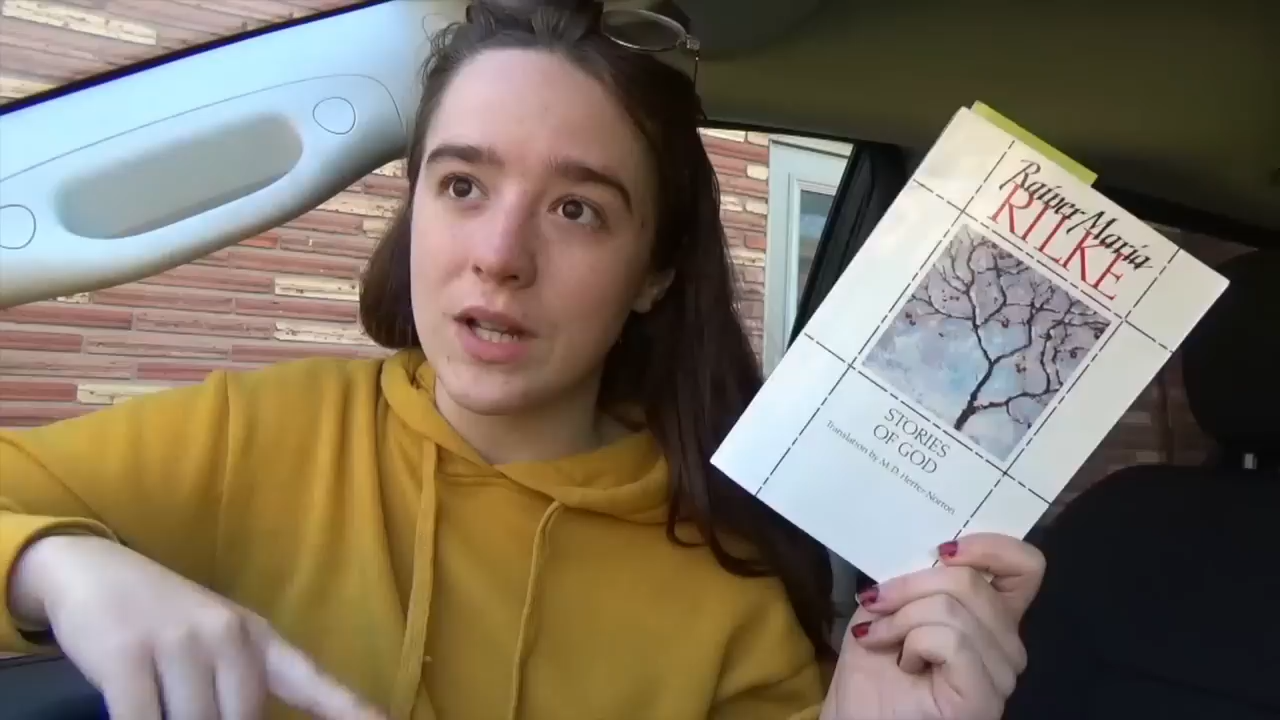 Rainer Maria
RILKE
STORIES
OF GOD
Translation by M.D. Herter Norton